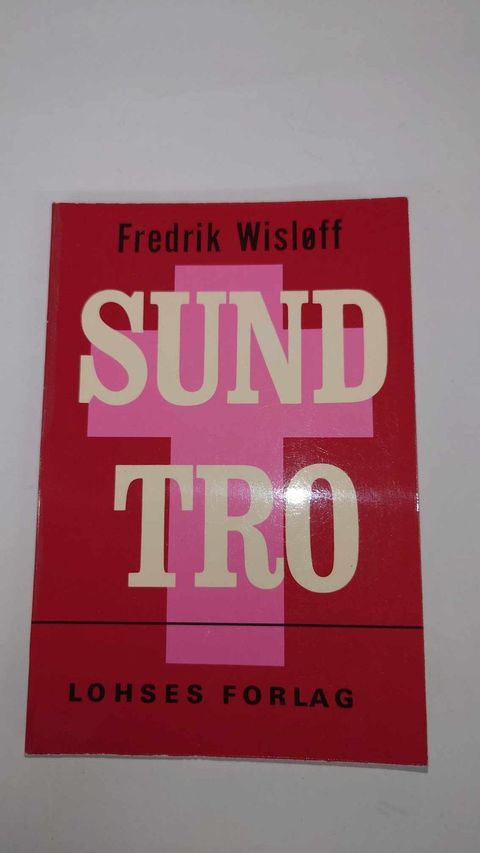 Fredrik Wisløff
SUND
TRO
LOHSES FORLAG